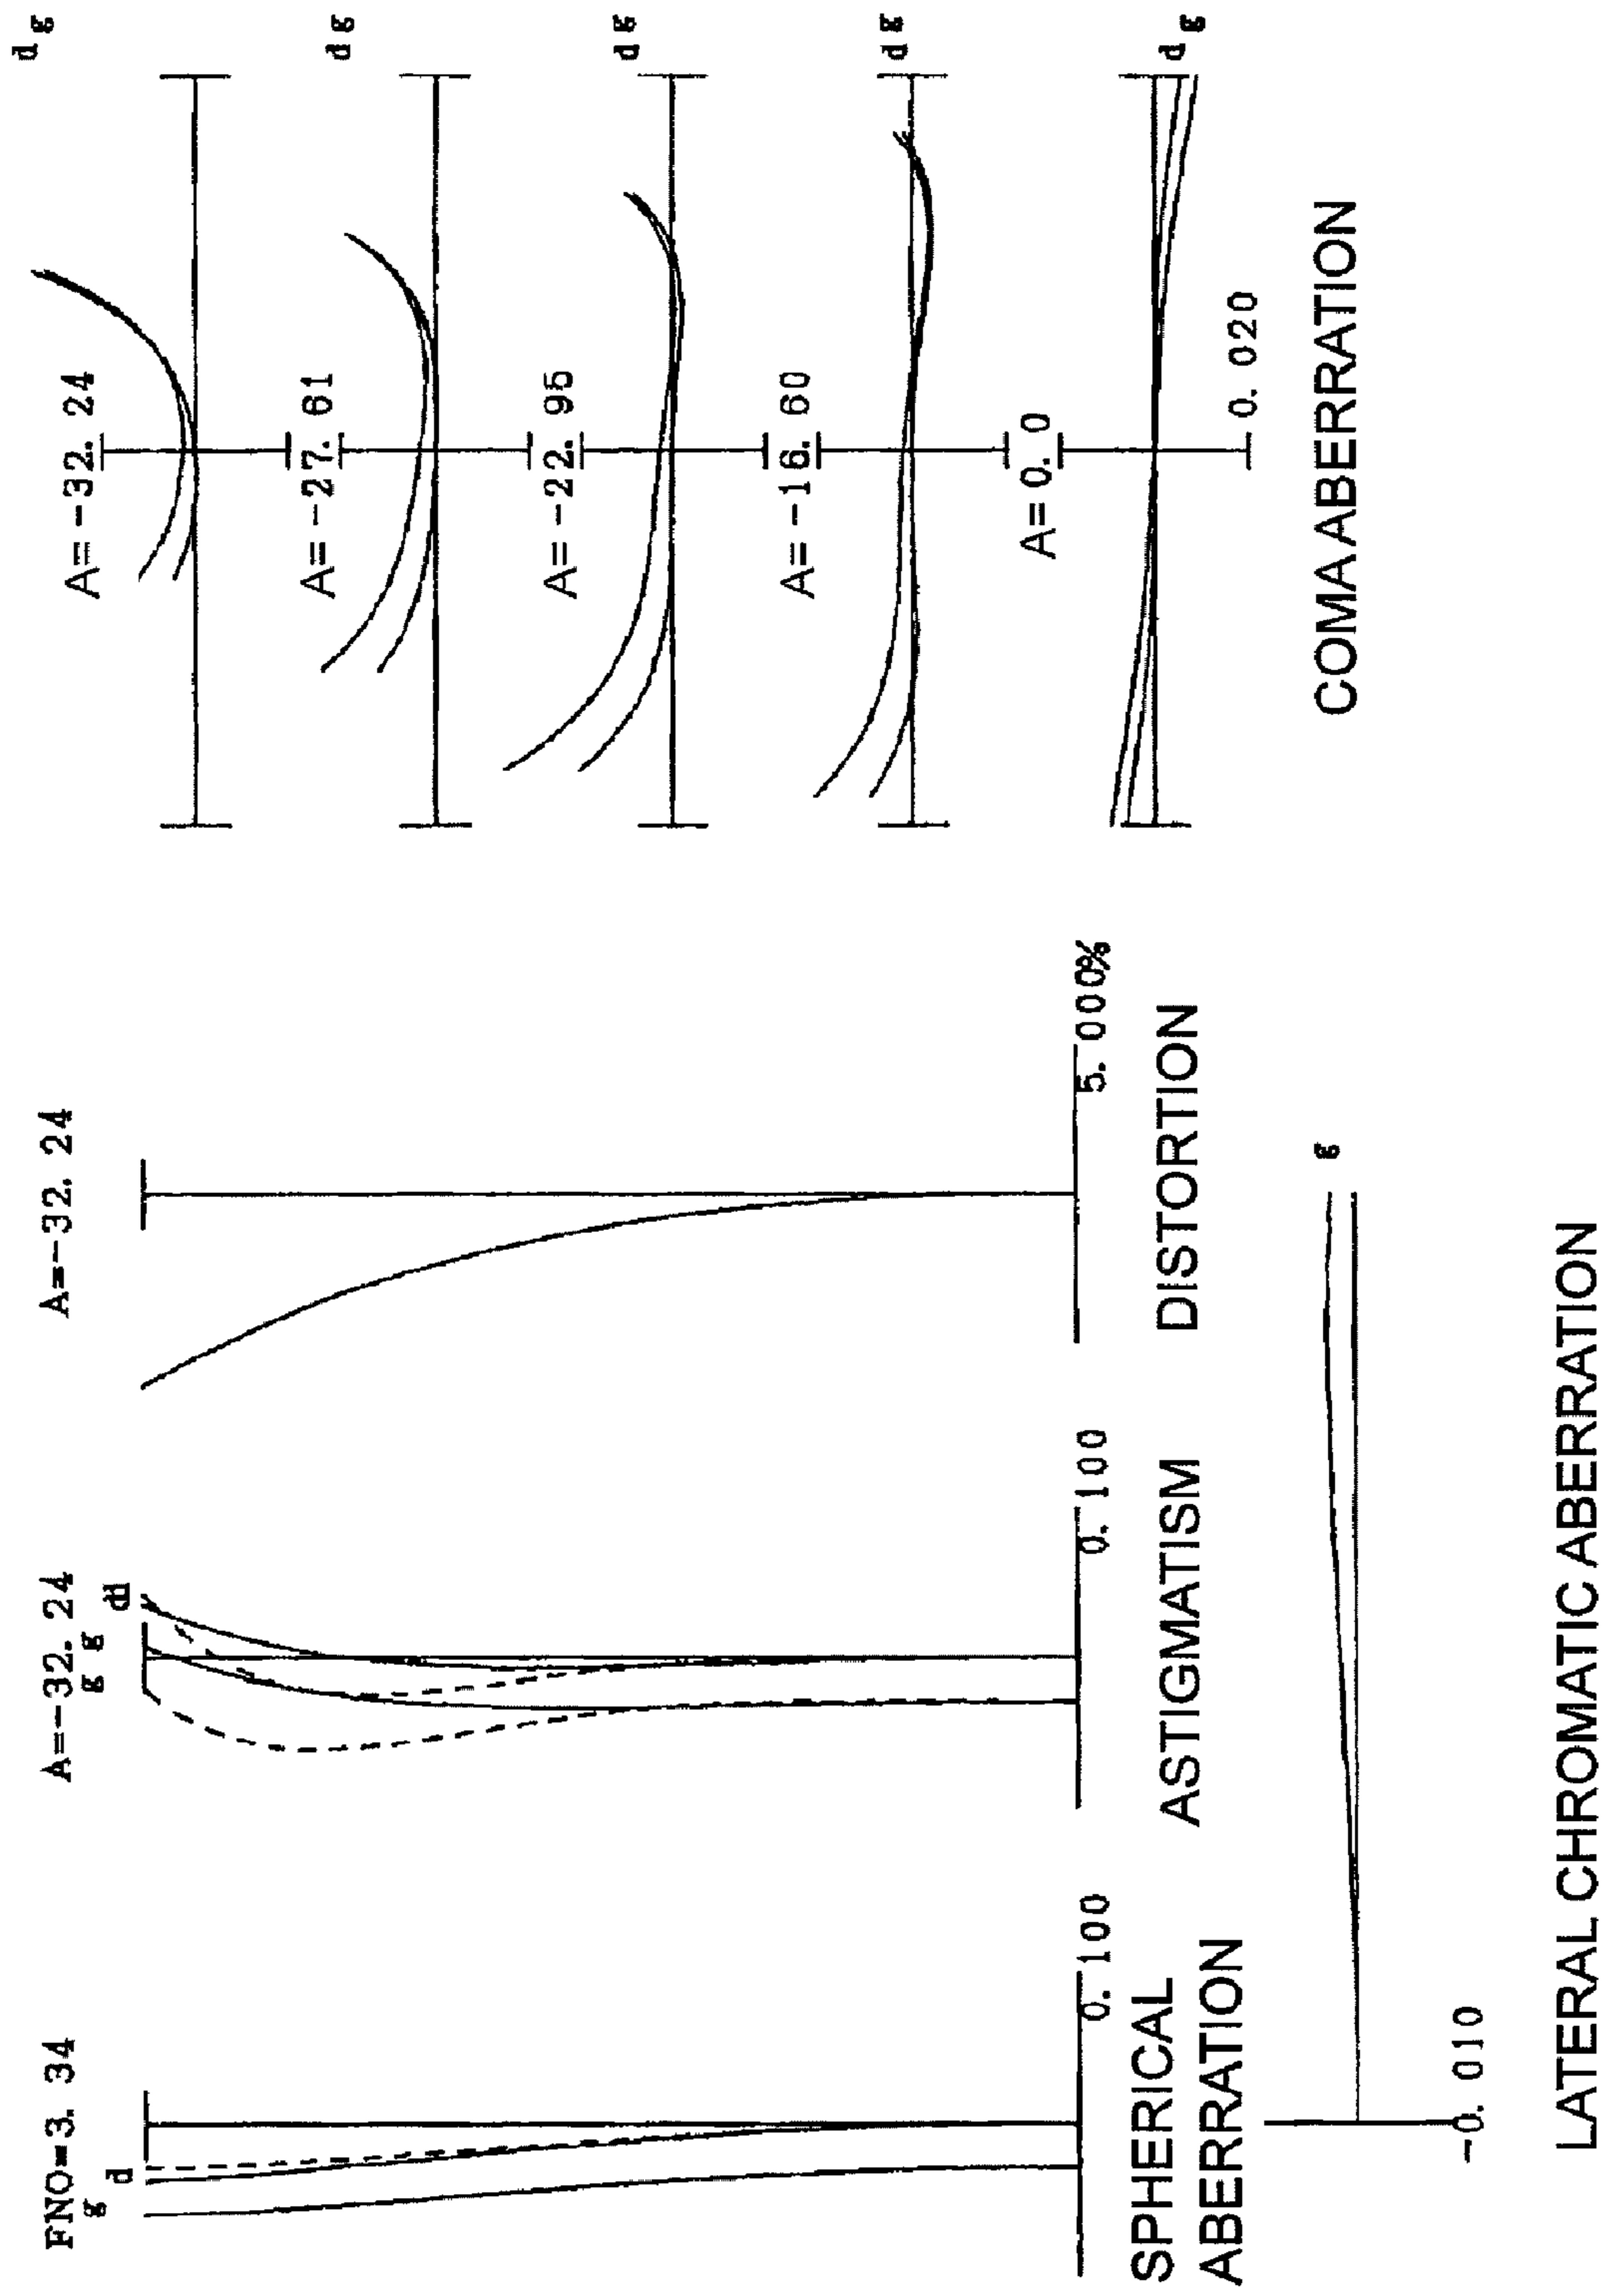 FNO=3. 34
g
d
0. 100
SPHERICAL
ABERRATION
A=-32. 24
g g
dd
0. 100
ASTIGMATISM
A=-32. 24
5. 000%
DISTORTION
A=-32. 24
d g
A=-27. 61
d g
A=-22. 95
d g
A=-16. 60
d g
A=0. 0
d g
0. 020
COMA ABERRATION
g
-0. 010
LATERAL CHROMATIC ABERRATION